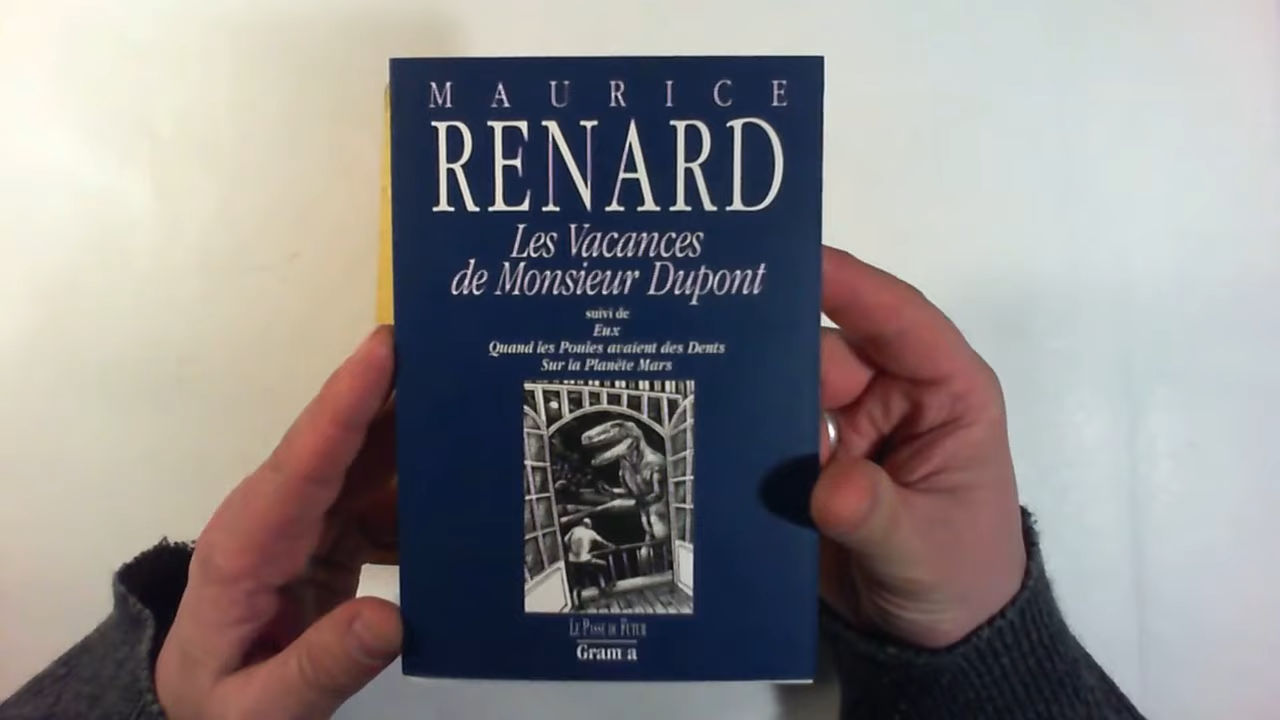 MAURICE
RENARD
Les Vacances
de Monsieur Dupont
suivi de
Eux
Quand les Poules avaient des Dents
Sur la Planète Mars
Le Passé du Futur
Grama